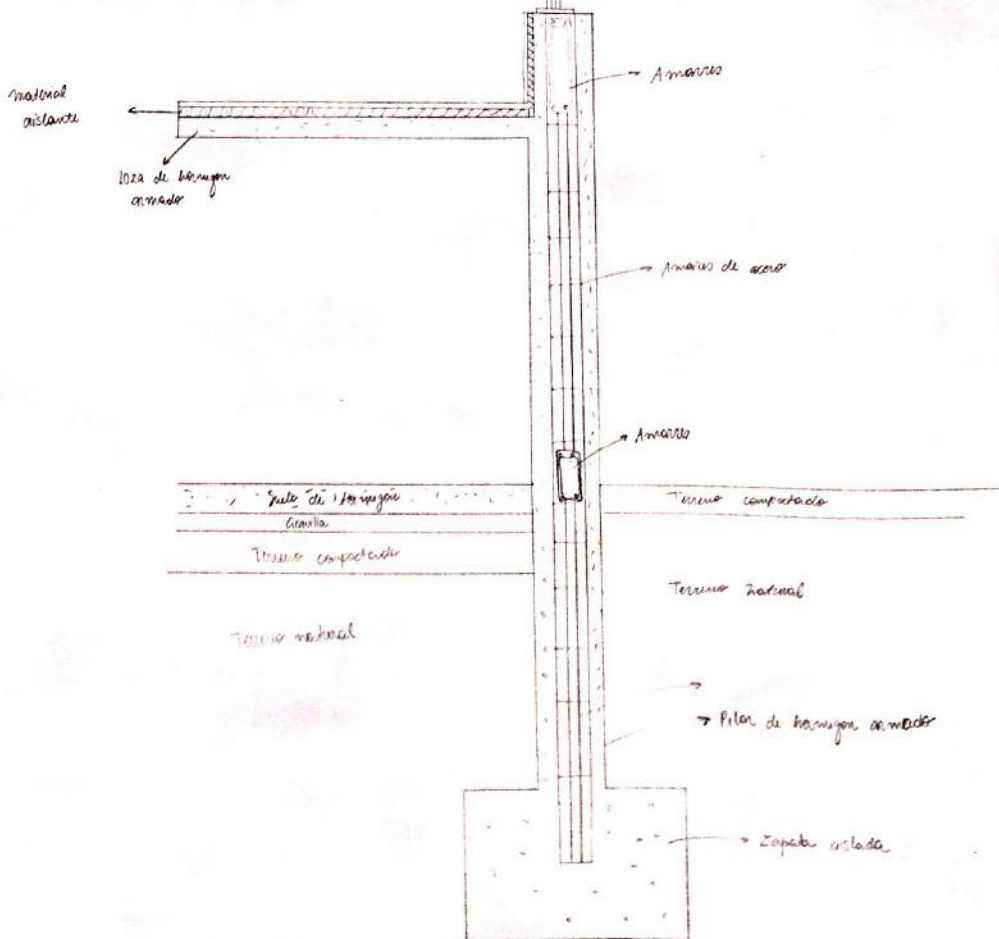 Amarres
material
aislante
Loza de hormigon
armado
Amarres de acero
Amarres
Suelo de Hormigón
Gravilla
Terreno compactado
Terreno compactado
Terreno natural
Terreno natural
Pilar de hormigon armado
Zapata aislada